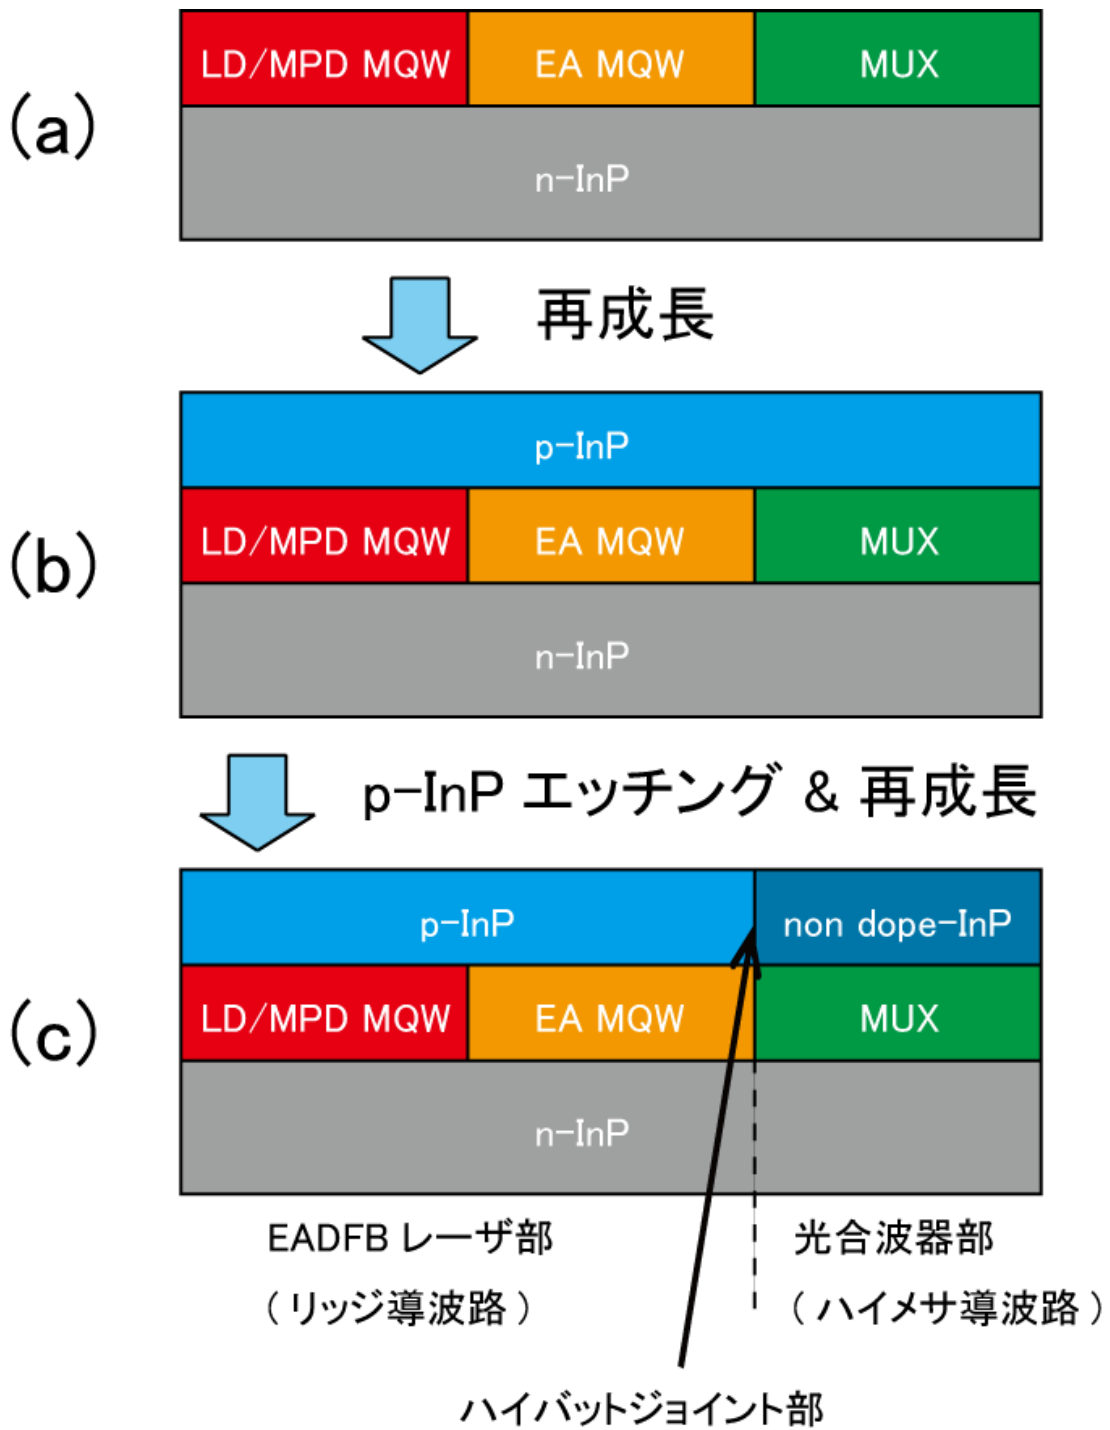 (a)
LD/MPD MQW
EA MQW
MUX
n-InP
再成長
(b)
p-InP
LD/MPD MQW
EA MQW
MUX
n-InP
p-InP エッチング & 再成長
(c)
p-InP
non dope-InP
LD/MPD MQW
EA MQW
MUX
n-InP
EADFB レーザ部
( リッジ導波路 )
光合波器部
( ハイメサ導波路 )
ハイバットジョイント部